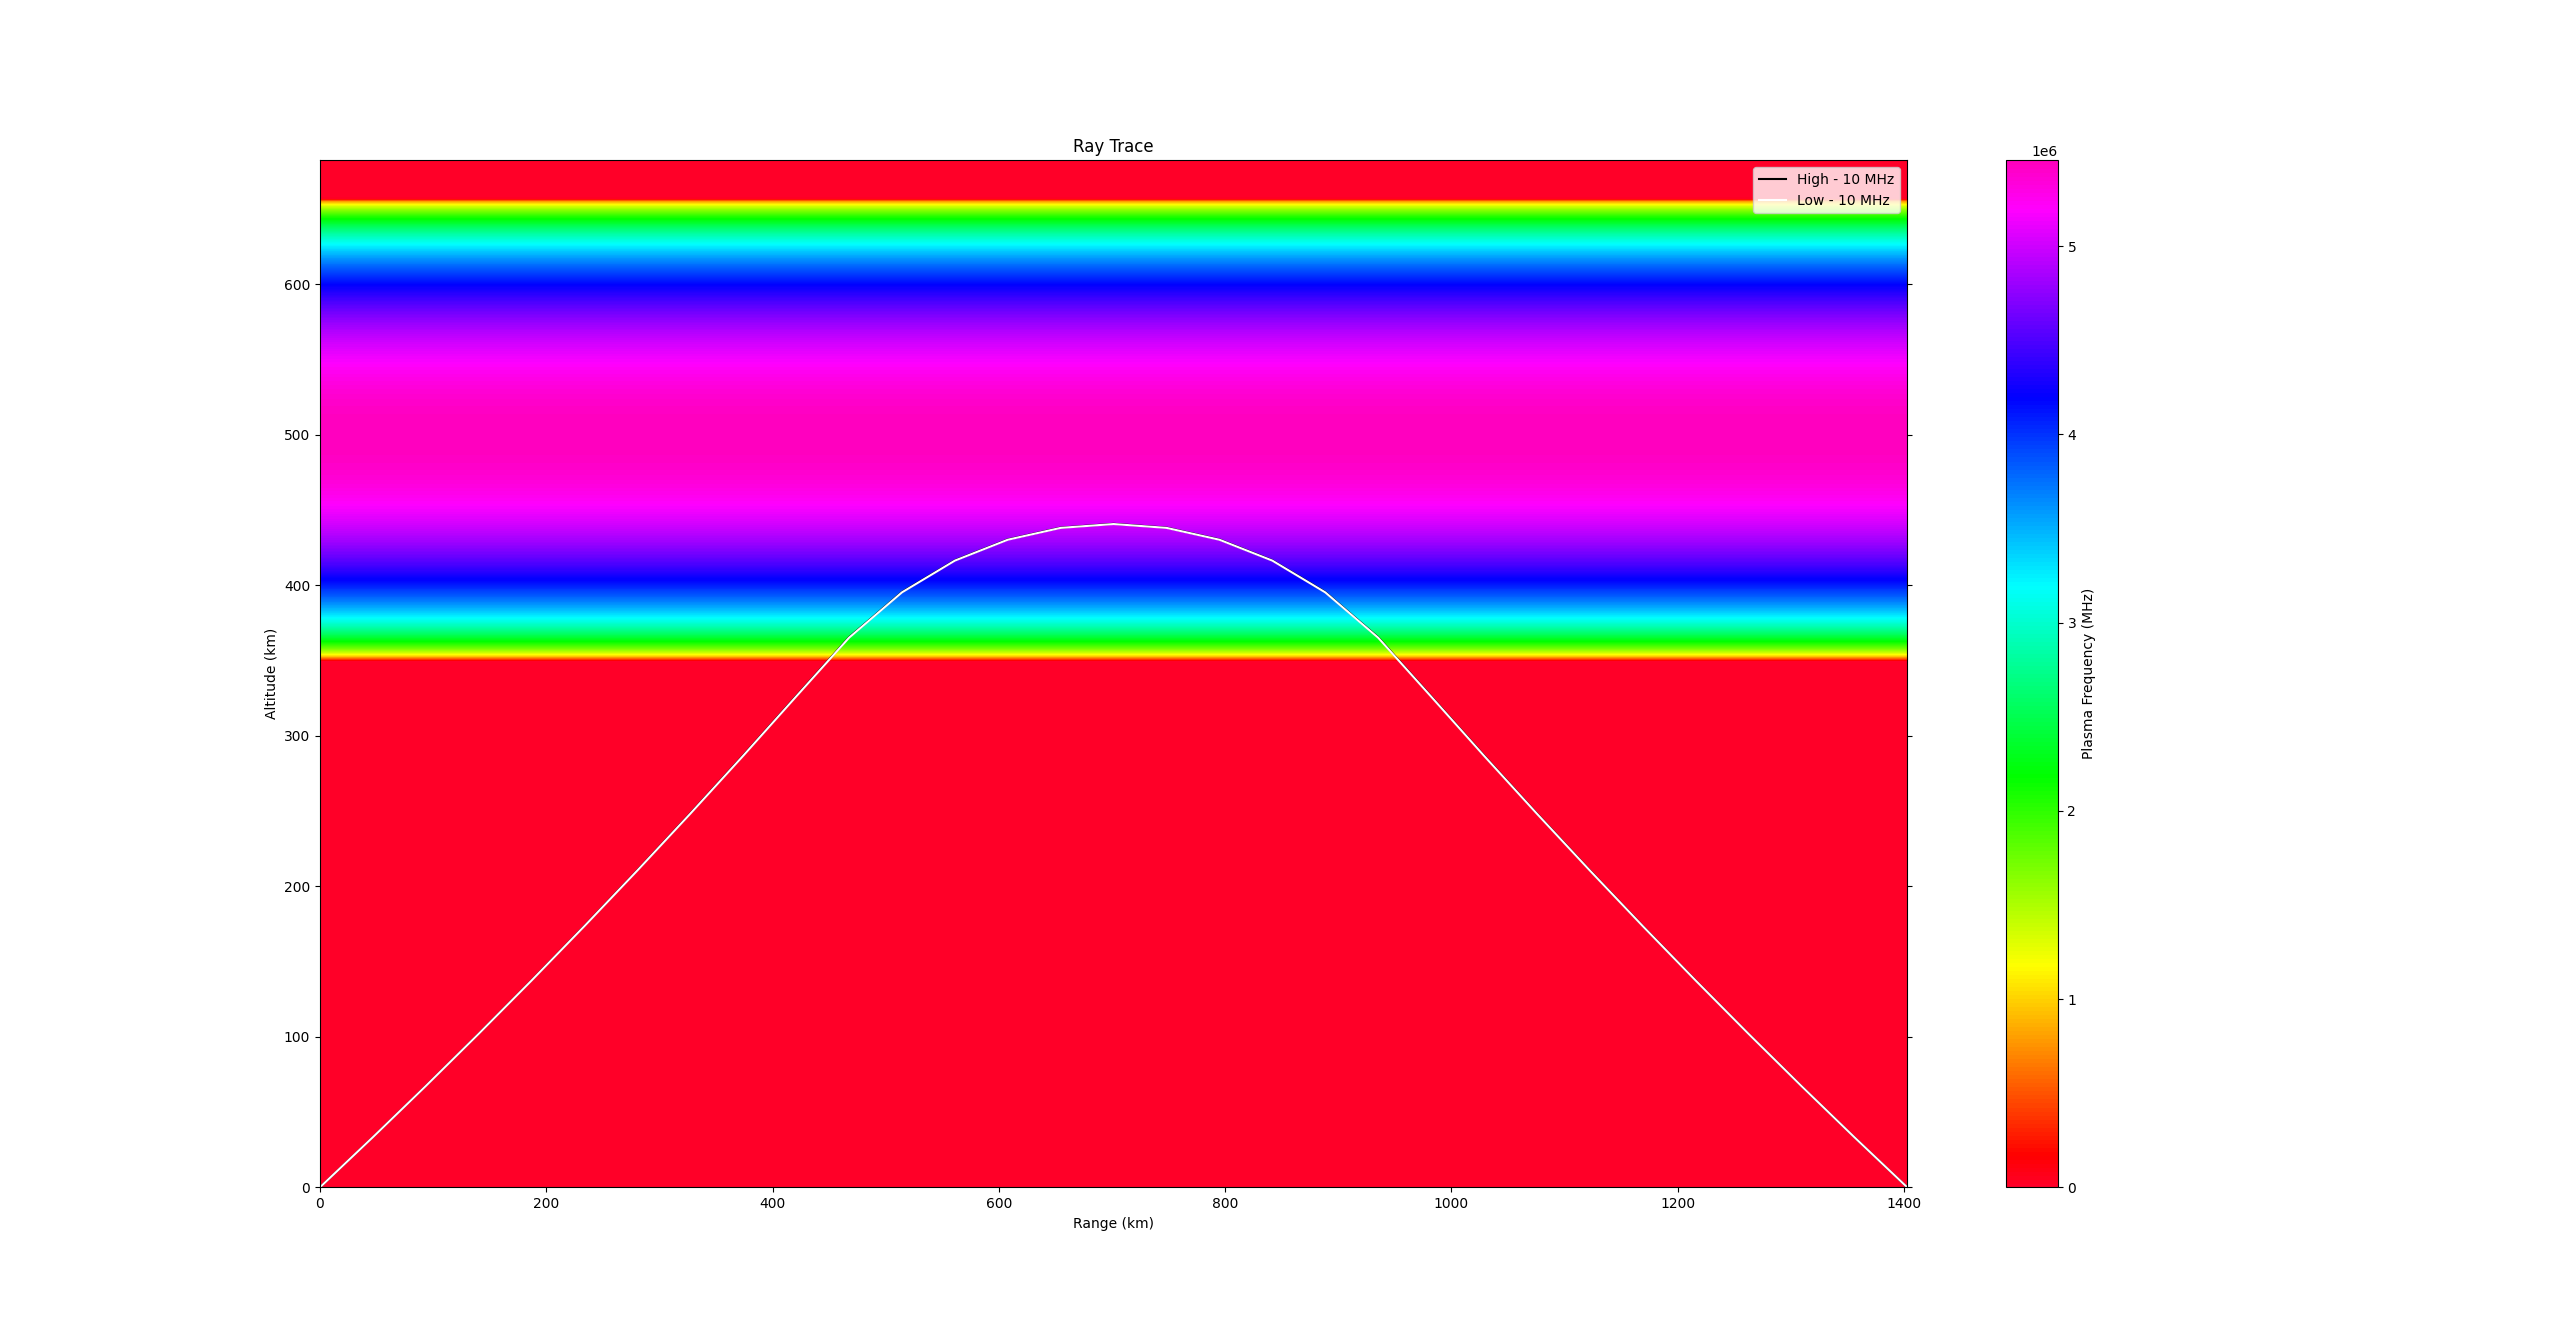 Ray Trace
1e6
High - 10 MHz
Low - 10 MHz
600
500
400
300
200
100
0
Altitude (km)
0 200 400 600 800 1000 1200 1400
Range (km)
5
4
3
2
1
0
Plasma Frequency (MHz)